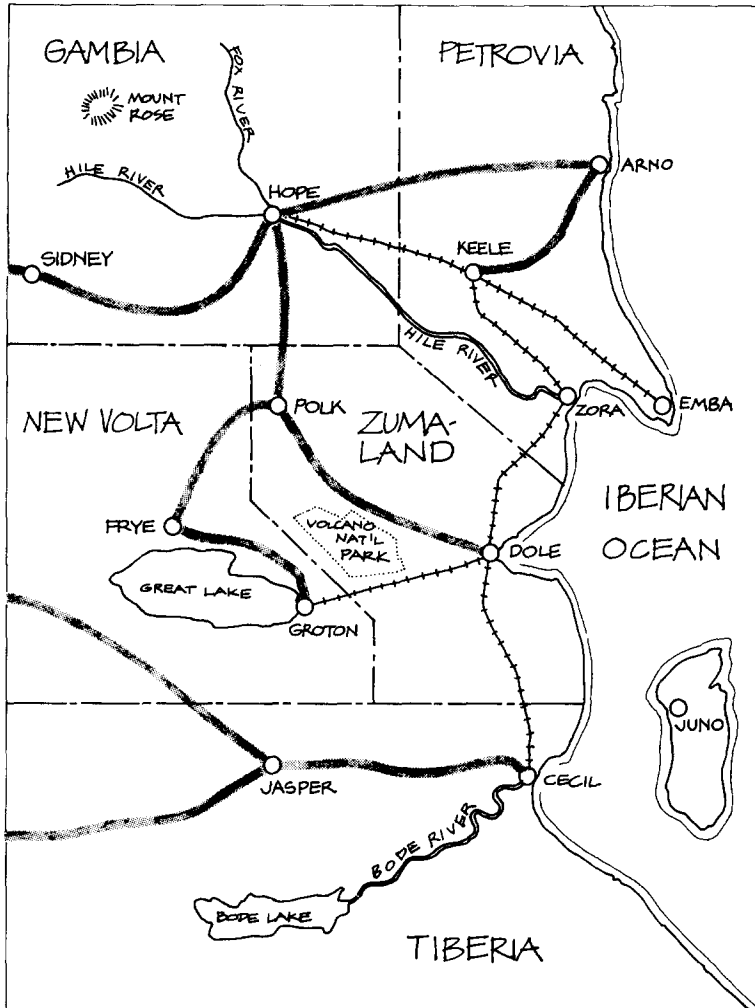 GAMBIA
PETROVIA
MOUNT
ROSE
FOX RIVER
HILE RIVER
HOPE
ARNO
SIDNEY
KEELE
HILE RIVER
NEW VOLTA
POLK
ZUMA-
LAND
ZORA
EMBA
IBERIAN
OCEAN
FRYE
VOLCANO
NAT'L
PARK
DOLE
GREAT LAKE
GROTON
JUNO
JASPER
CECIL
BODE RIVER
BODE LAKE
TIBERIA